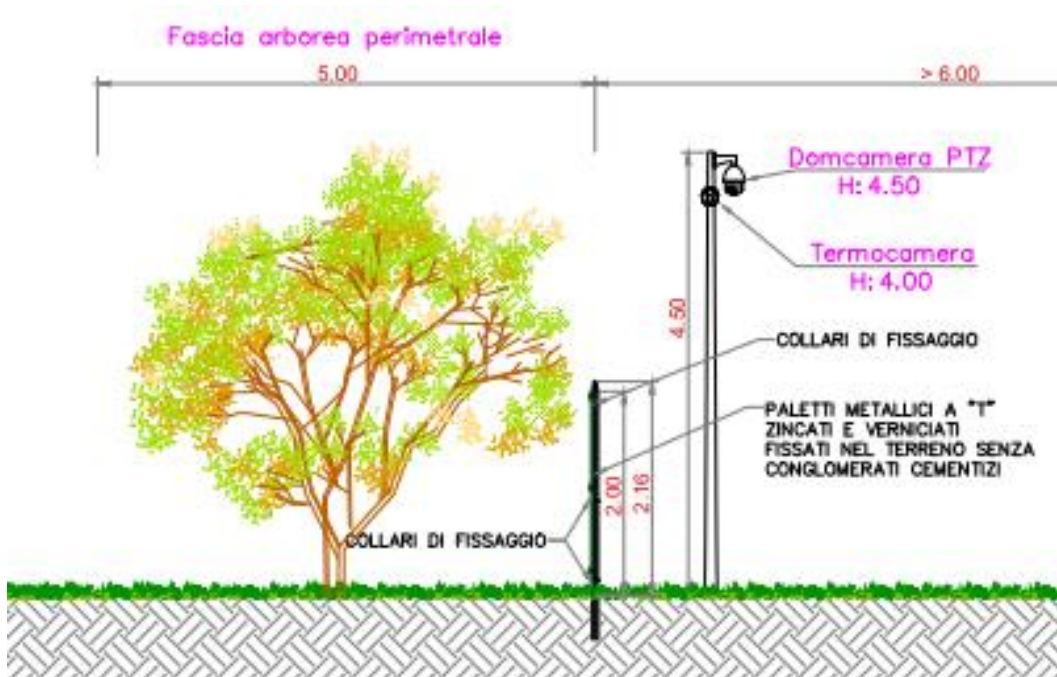 Fascia arborea perimetrale
5.00
> 6.00
Domcamera PTZ
H: 4.50
Termocamera
H: 4.00
4.50
COLLARI DI FISSAGGIO
PALETTI METALLICI A "T"
ZINCATI E VERNICIATI
FISSATI NEL TERRENO SENZA
CONGLOMERATI CEMENTIZI
2.00
2.16
COLLARI DI FISSAGGIO